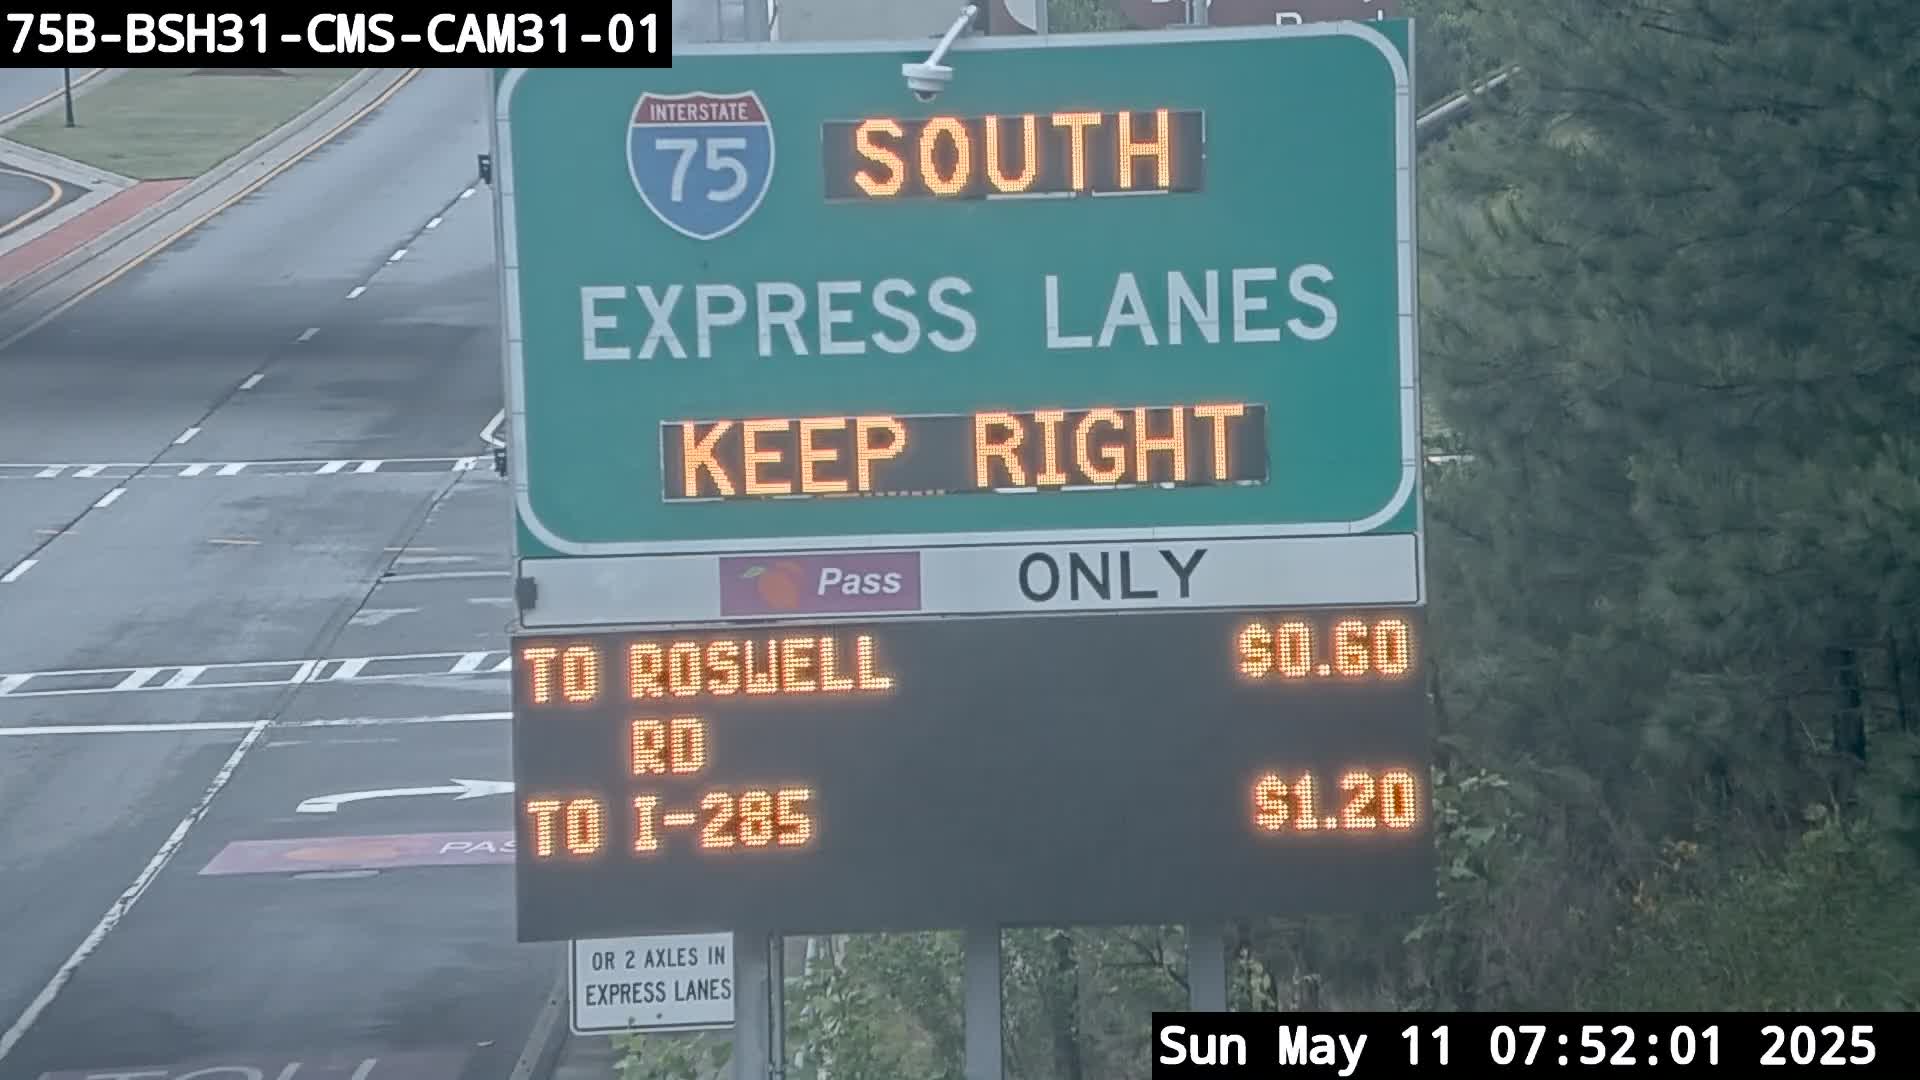 75B-BSH31-CMS-CAM31-01
INTERSTATE
75
SOUTH
EXPRESS LANES
KEEP RIGHT
Pass ONLY
TO ROSWELL $0.60
RD
TO I-285 $1.20
OR 2 AXLES IN
EXPRESS LANES
TOLL
Sun May 11 07:52:01 2025